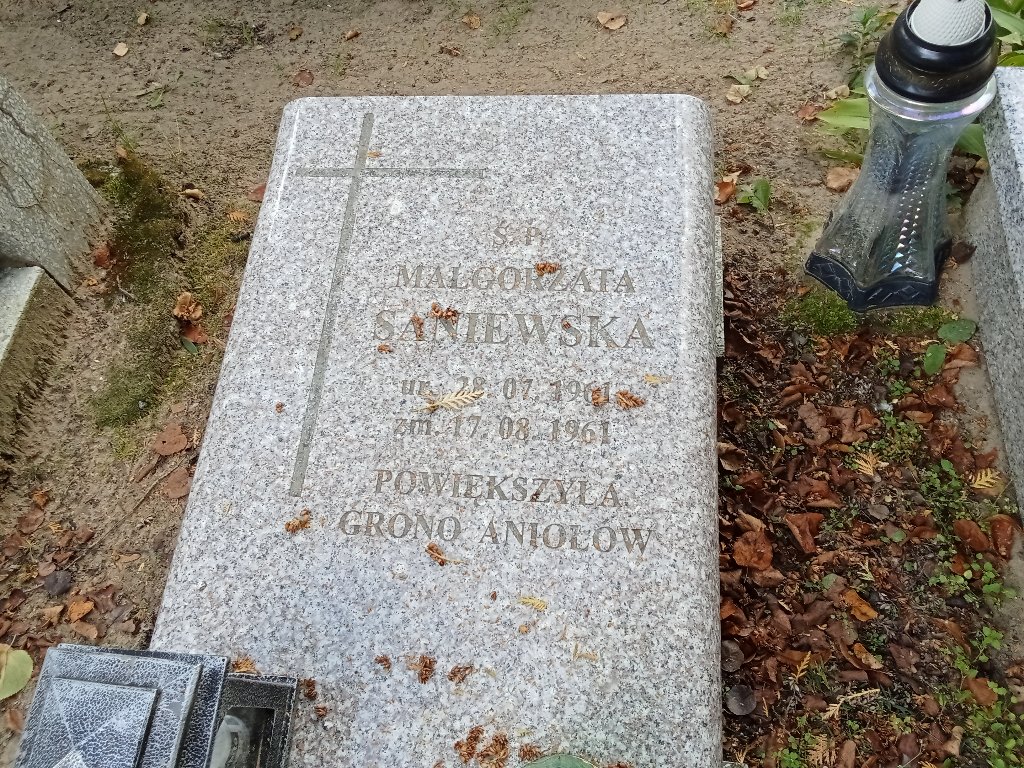 Ś. P.
MAŁGORZATA
SANIEWSKA
ur. 28. 07. 1961
zm. 17. 08. 1961
POWIĘKSZYŁA
GRONO ANIOŁÓW